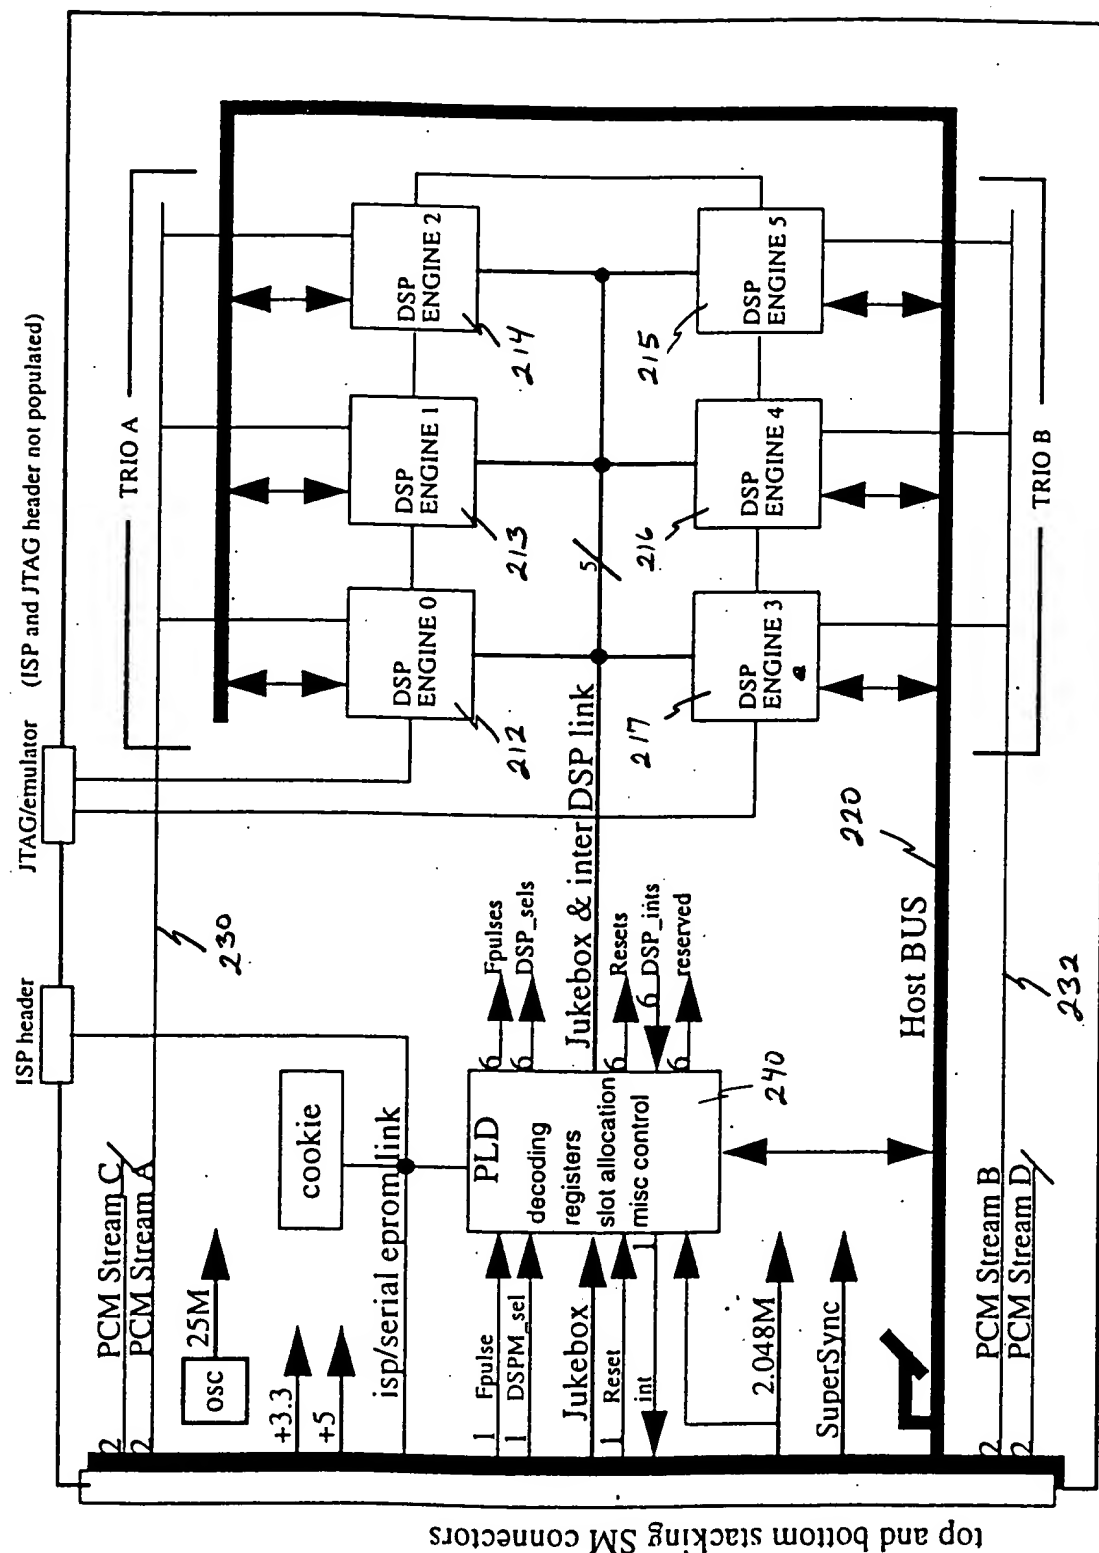 ISP header
JTAG/emulator
(ISP and JTAG header not populated)
2
PCM Stream C
2
PCM Stream A
230
TRIO A
osc
25M
+3.3
+5
cookie
isp/serial eprom link
DSP
ENGINE 0
212
DSP
ENGINE 1
213
DSP
ENGINE 2
214
1
Fpulse
1
DSPM_sel
Jukebox
1
Reset
int
1
PLD
decoding
registers
slot allocation
misc control
240
6
Fpulses
6
DSP_sels
Jukebox & inter DSP link
5
6
Resets
6
DSP_ints
6
reserved
DSP
ENGINE 3
217
DSP
ENGINE 4
216
DSP
ENGINE 5
215
2.048M
SuperSync
Host BUS
220
2
PCM Stream B
2
PCM Stream D
232
TRIO B
top and bottom stacking SM connectors